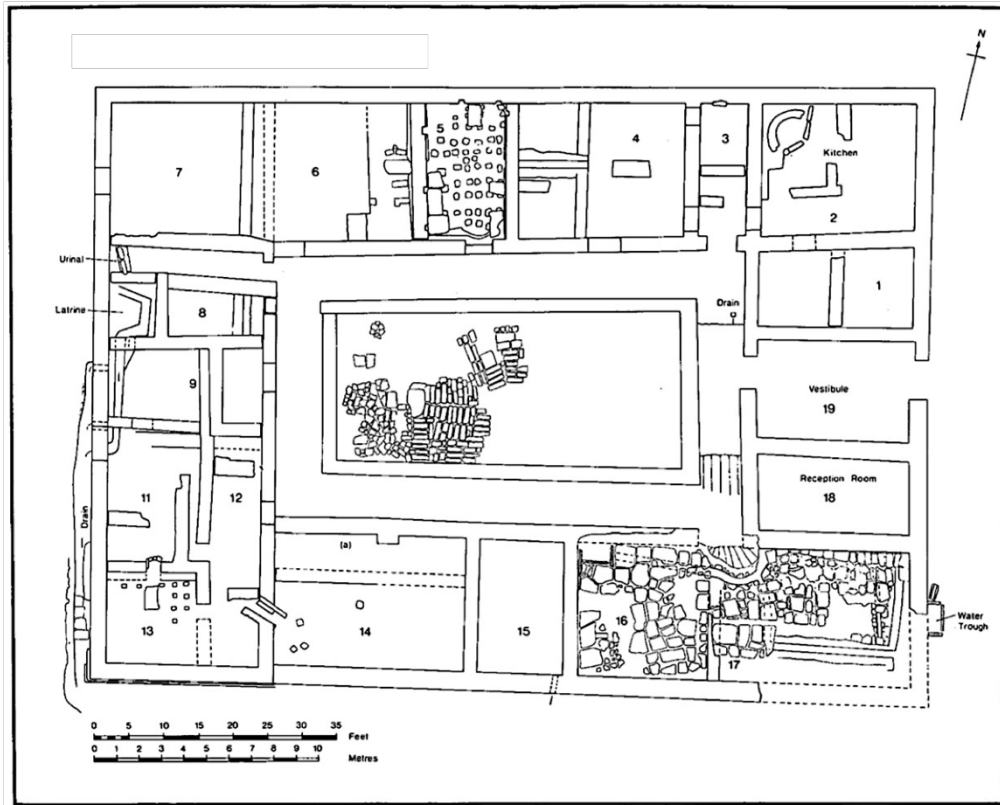 N
5
4
3
Kitchen
7
6
2
Urinal
Latrine
8
Drain
1
9
Vestibule
19
Reception Room
18
11
12
Drain
(a)
13
14
15
16
17
Water
Trough
0 5 10 15 20 25 30 35
Feet
0 1 2 3 4 5 6 7 8 9 10
Metres